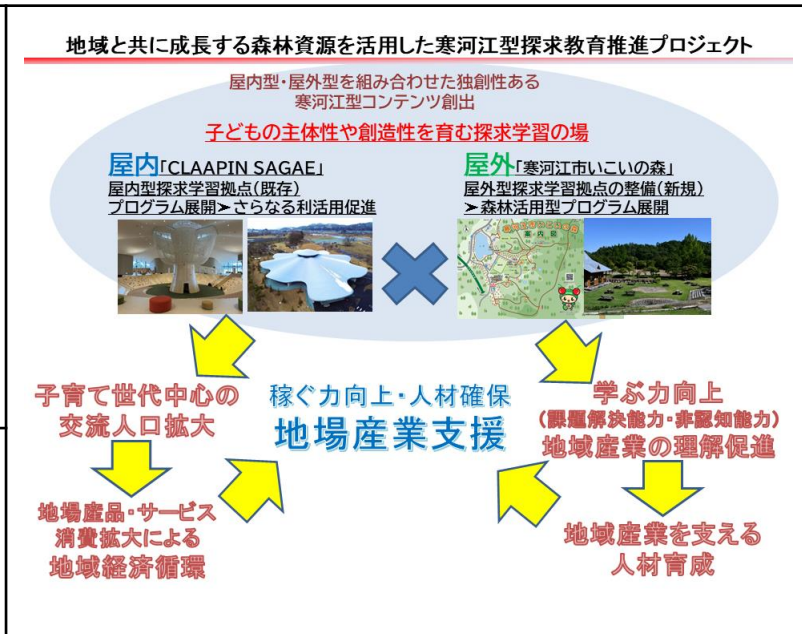 地域と共に成長する森林資源を活用した寒河江型探求教育推進プロジェクト
屋内型・屋外型を組み合わせた独創性ある
寒河江型コンテンツ創出
子どもの主体性や創造性を育む探求学習の場
屋内「CLAAPIN SAGAE」
屋内型探求学習拠点(既存)
プログラム展開➤さらなる利活用促進
屋外「寒河江市いこいの森」
屋外型探求学習拠点の整備(新規)
➤森林活用型プログラム展開
案内図
子育て世代中心の
交流人口拡大
稼ぐ力向上・人材確保
地場産業支援
学ぶ力向上
(課題解決能力・非認知能力)
地域産業の理解促進
地場産品・サービス
消費拡大による
地域経済循環
地域産業を支える
人材育成